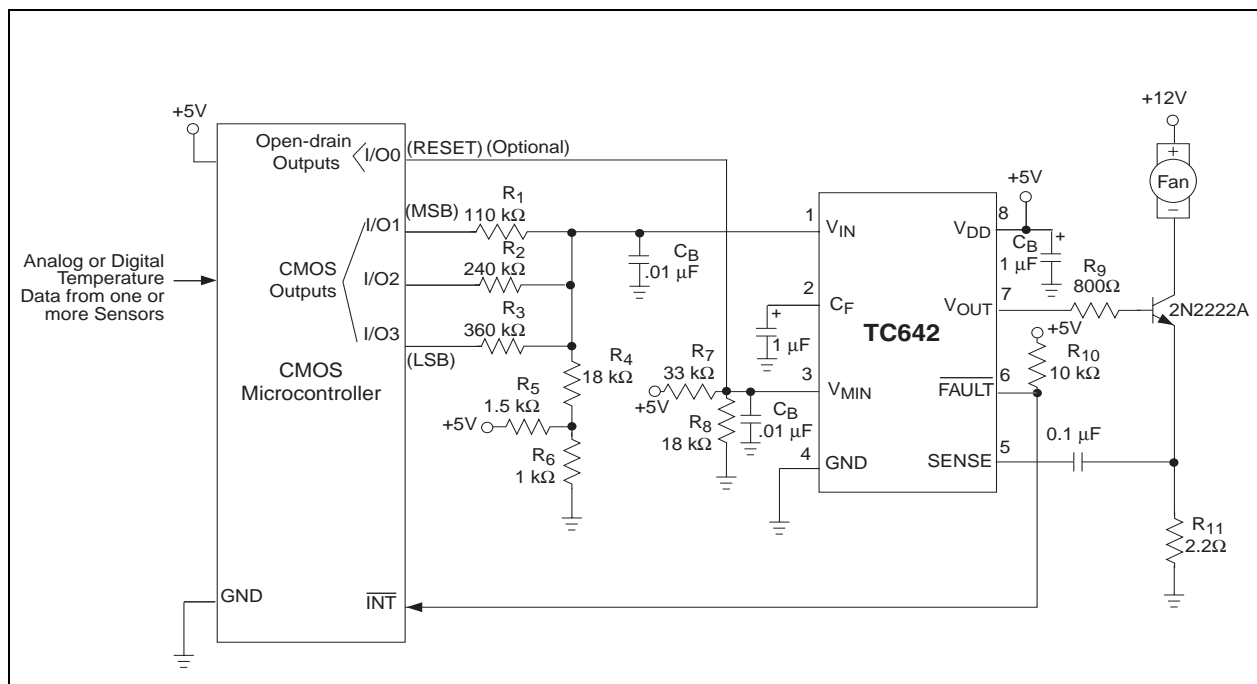 +5V
Open-drain
Outputs
I/O0
(RESET) (Optional)
I/O1
(MSB)
R1
110 kΩ
CMOS
Outputs
I/O2
R2
240 kΩ
I/O3
(LSB)
R3
360 kΩ
Analog or Digital
Temperature
Data from one or
more Sensors
CMOS
Microcontroller
GND
INT
CB
.01 µF
R4
18 kΩ
R5
1.5 kΩ
+5V
R6
1 kΩ
R7
33 kΩ
+5V
R8
18 kΩ
CB
.01 µF
1 µF
TC642
1
VIN
2
CF
3
VMIN
4
GND
8
VDD
7
VOUT
6
FAULT
5
SENSE
+5V
CB
1 µF
R9
800Ω
+5V
R10
10 kΩ
0.1 µF
+12V
+
Fan
–
2N2222A
R11
2.2Ω